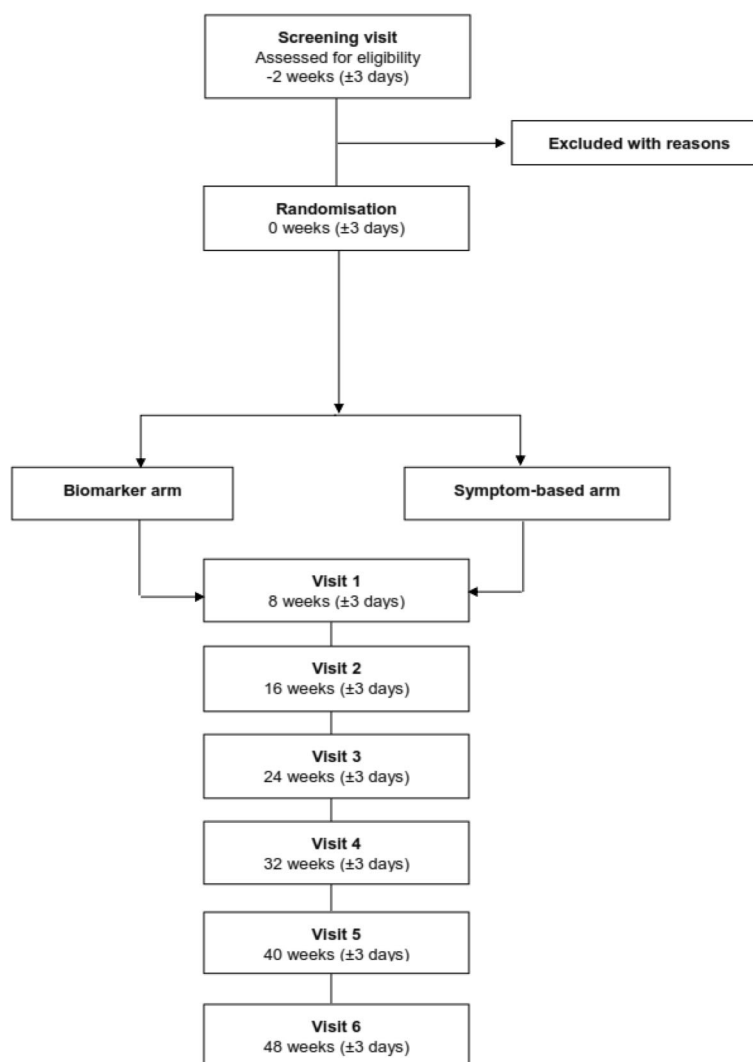 Screening visit
Assessed for eligibility
-2 weeks (±3 days)
Excluded with reasons
Randomisation
0 weeks (±3 days)
Biomarker arm
Symptom-based arm
Visit 1
8 weeks (±3 days)
Visit 2
16 weeks (±3 days)
Visit 3
24 weeks (±3 days)
Visit 4
32 weeks (±3 days)
Visit 5
40 weeks (±3 days)
Visit 6
48 weeks (±3 days)